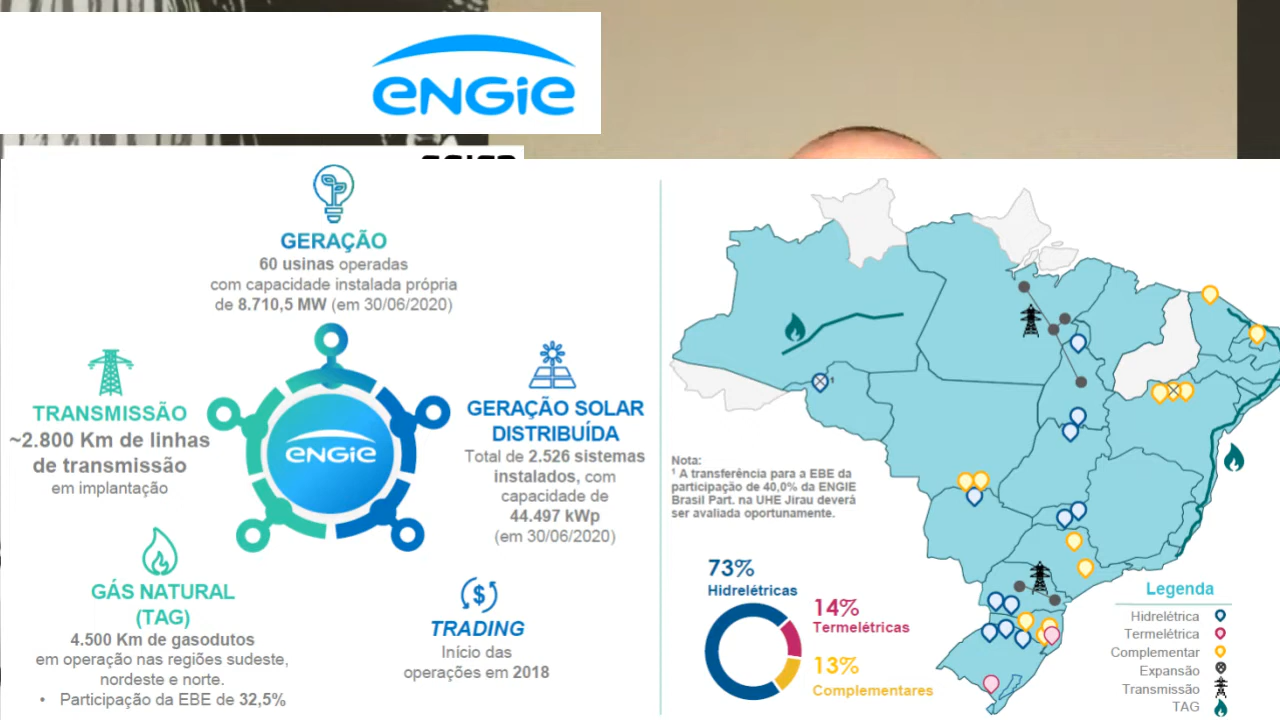 ENGIE
GERAÇÃO
60 usinas operadas
com capacidade instalada própria
de 8.710,5 MW (em 30/06/2020)
TRANSMISSÃO
~2.800 Km de linhas
de transmissão
em implantação
ENGIE
GERAÇÃO SOLAR
DISTRIBUÍDA
Total de 2.526 sistemas
instalados, com
capacidade de
44.497 kWp
(em 30/06/2020)
GÁS NATURAL
(TAG)
4.500 Km de gasodutos
em operação nas regiões sudeste,
nordeste e norte.
• Participação da EBE de 32,5%
$
TRADING
Início das
operações em 2018
1
Nota:
¹ A transferência para a EBE da
participação de 40,0% da ENGIE
Brasil Part. na UHE Jirau deverá
ser avaliada oportunamente.
73%
Hidrelétricas
14%
Termelétricas
13%
Complementares
Legenda
Hidrelétrica
Termelétrica
Complementar
Expansão
Transmissão
TAG